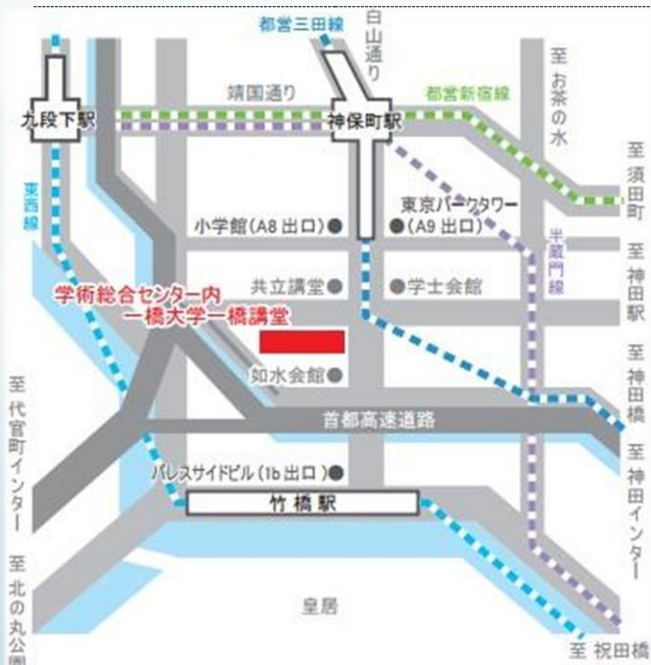 都営三田線
白山通り
靖国通り
都営新宿線
至 お茶の水
九段下駅
神保町駅
至 須田町
東西線
小学館(A8 出口)●
東京パークタワー
●(A9 出口)
半蔵門線
至 神田駅
学術総合センター内
一橋大学一橋講堂
共立講堂●
●学士会館
至 神田橋
如水会館●
至 代官町インター
首都高速道路
至 神田インター
パレスサイドビル(1b 出口)●
竹橋駅
至 北の丸公園
皇居
至 祝田橋